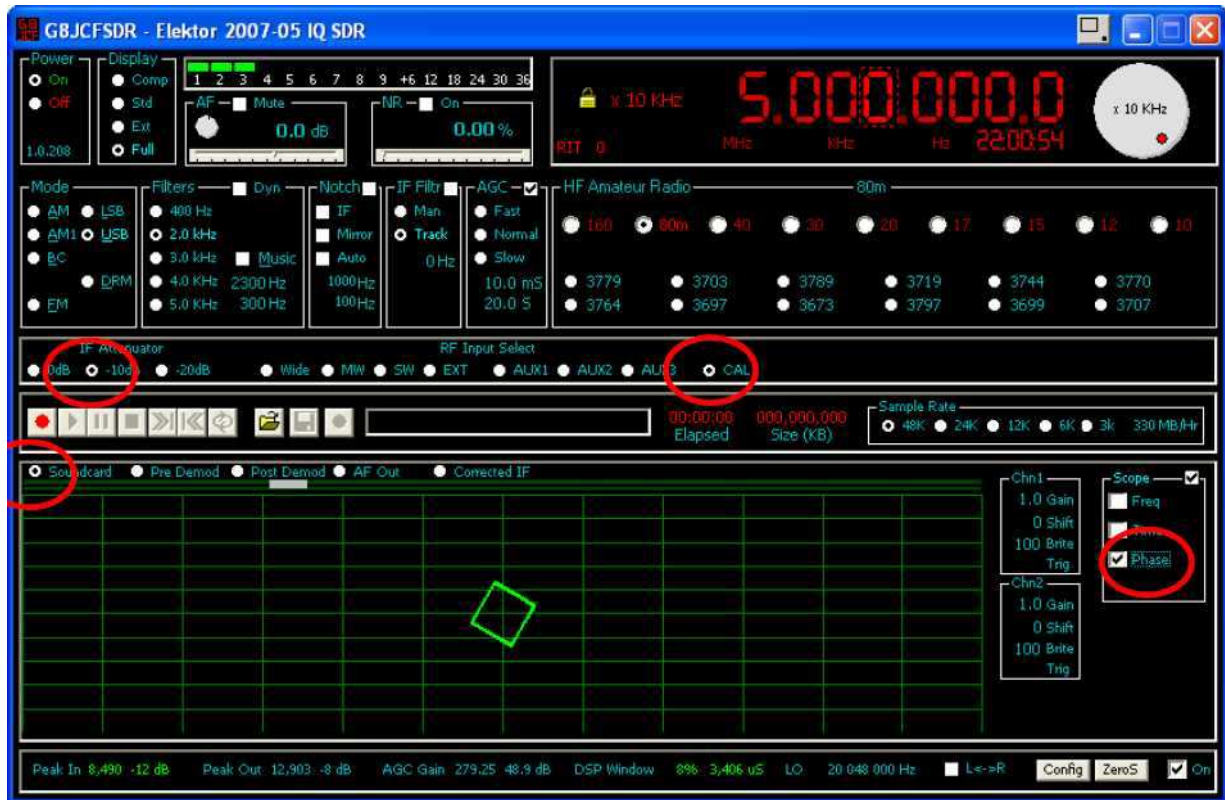 G8JCFSDR - Elektor 2007-05 IQ SDR
Power Display
On Comp 1 2 3 4 5 6 7 8 9 +6 12 18 24 30 36
Off Std AF Mute NR On x 10 KHz 5.000.000.0 x 10 KHz
Ext 0.0 dB 0.00 %
1.0.208 Full RIT 0 MHz KHz Hz 22:00:54
Mode Filters Dyn Notch IF Filtr AGC HF Amateur Radio 80m
AM LSB 400 Hz IF Man Fast 160 80m 40 30 20 17 15 12 10
AM1 USB 2.0 kHz Mirror Track Normal
BC 3.0 kHz Music Auto 0 Hz Slow
DRM 4.0 KHz 2300 Hz 1000 Hz 10.0 mS 3779 3703 3789 3719 3744 3770
FM 5.0 KHz 300 Hz 100 Hz 20.0 S 3764 3697 3673 3797 3699 3707
IF Attenuator RF Input Select
0dB -10dB -20dB Wide MW SW EXT AUX1 AUX2 AUX3 CAL
00:00:00 000,000,000 Sample Rate
Elapsed Size (KB) 48K 24K 12K 6K 3k 330 MB/Hr
Soundcard Pre Demod Post Demod AF Out Corrected IF
Chn1 Scope
1.0 Gain Freq
0 Shift Time
100 Brite Phase
Trig
Chn2
1.0 Gain
0 Shift
100 Brite
Trig
Peak In 8,490 -12 dB Peak Out 12,903 -8 dB AGC Gain 279.25 48.9 dB DSP Window 8% 3,406 uS LO 20 048 000 Hz L<->R Config ZeroS On